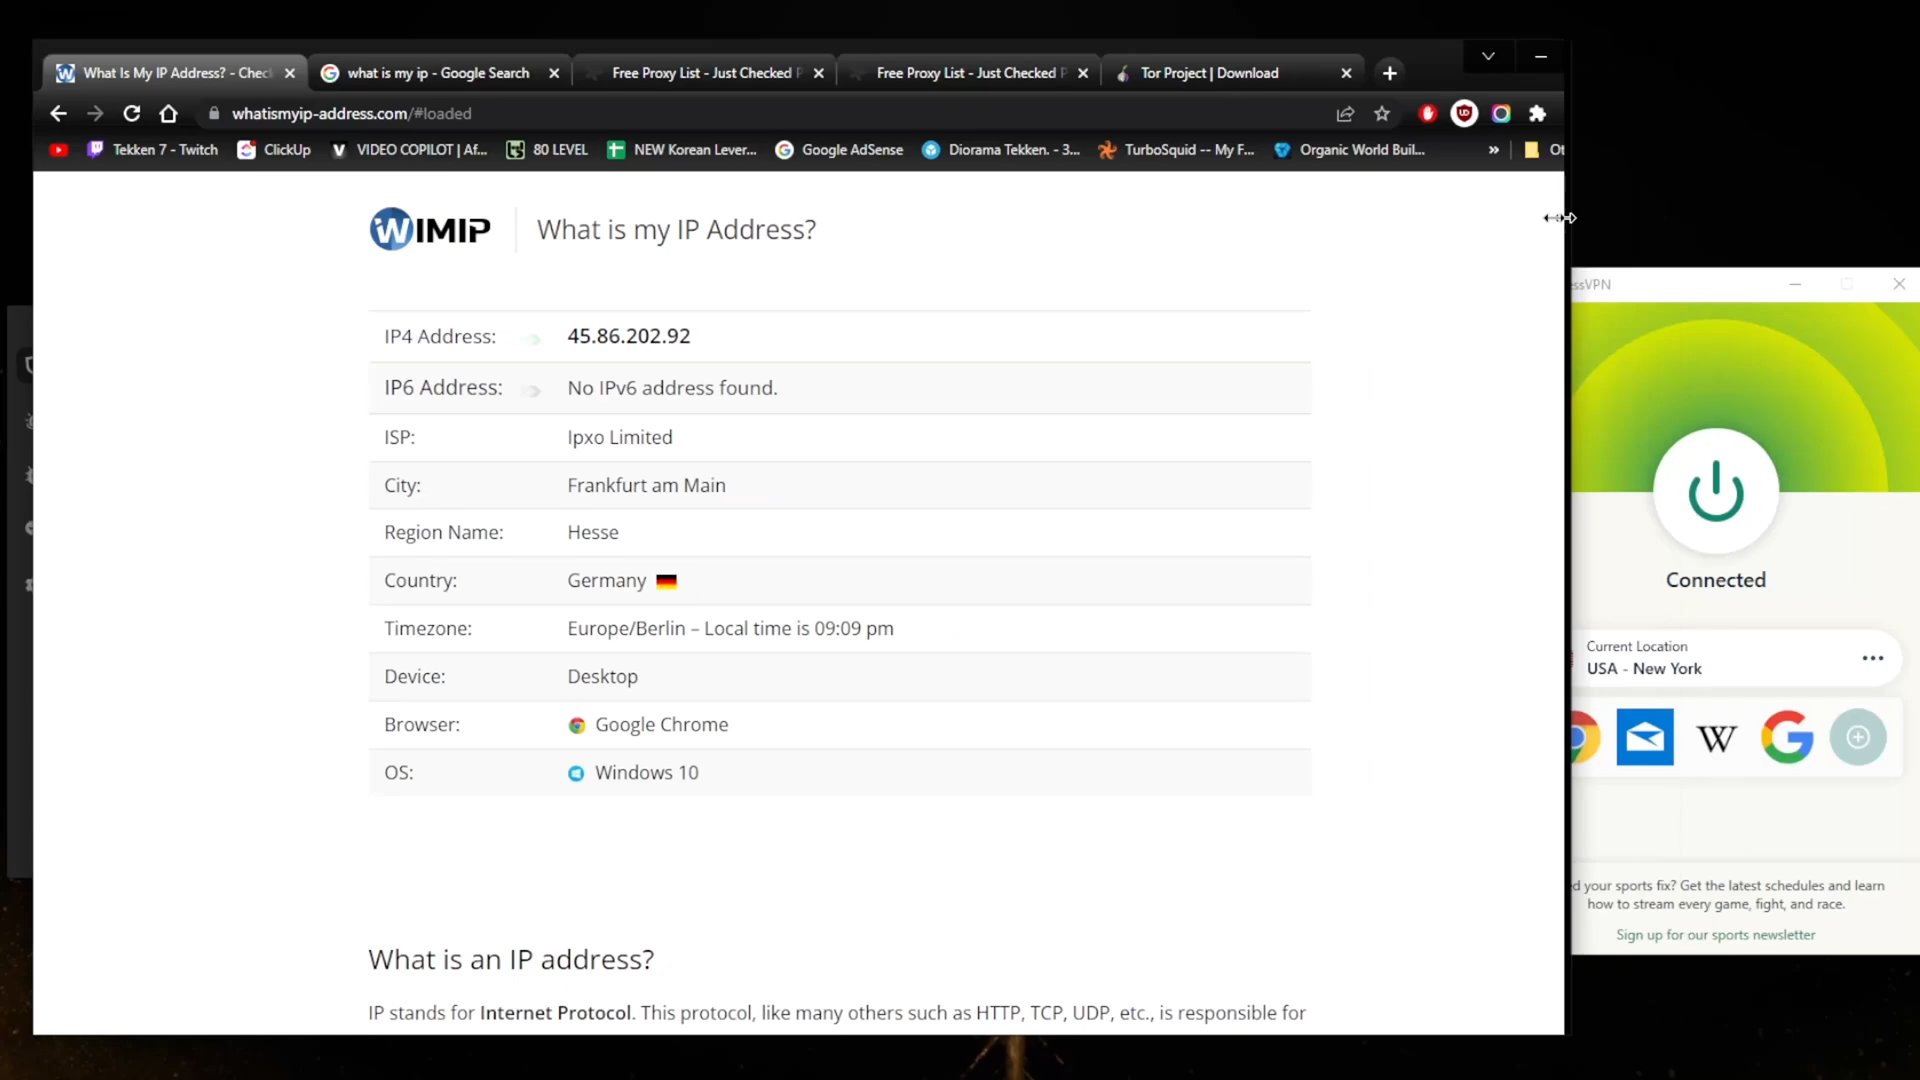 What Is My IP Address? - Chec
what is my ip - Google Search
Free Proxy List - Just Checked P
Free Proxy List - Just Checked P
Tor Project | Download
whatismyip-address.com/#loaded
Tekken 7 - Twitch
ClickUp
VIDEO COPILOT | Af...
80 LEVEL
NEW Korean Lever...
Google AdSense
Diorama Tekken. - 3...
TurboSquid -- My F...
Organic World Buil...
»
Ot
WIMIP
What is my IP Address?
IP4 Address: 45.86.202.92
IP6 Address: No IPv6 address found.
ISP: Ipxo Limited
City: Frankfurt am Main
Region Name: Hesse
Country: Germany
Timezone: Europe/Berlin – Local time is 09:09 pm
Device: Desktop
Browser: Google Chrome
OS: Windows 10
What is an IP address?
IP stands for Internet Protocol. This protocol, like many others such as HTTP, TCP, UDP, etc., is responsible for
ssVPN
Connected
Current Location
USA - New York
W
d your sports fix? Get the latest schedules and learn
how to stream every game, fight, and race.
Sign up for our sports newsletter